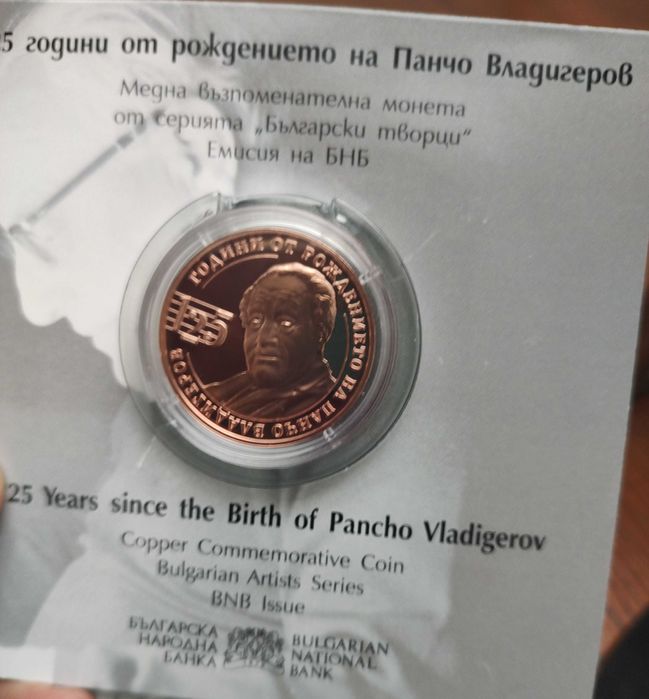 5 години от рождението на Панчо Владигеров
Медна възпоменателна монета
от серията „Български творци“
Емисия на БНБ
ГОДИНИ ОТ РОЖДЕНИЕТО НА ПАНЧО ВЛАДИГЕРОВ
125
25 Years since the Birth of Pancho Vladigerov
Copper Commemorative Coin
Bulgarian Artists Series
BNB Issue
БЪЛГАРСКА
НАРОДНА
БАНКА
BULGARIAN
NATIONAL
BANK